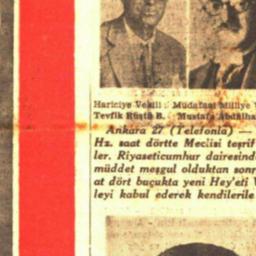 Hariciye Vekili : Müdafaai Milliye V
Tevfik Rüştü B. Mustafa Abdülha
Ankara 27 (Telefonla) —
Hz. saat dörtte Meclisi teşrif
ler. Riyaseticumhur dairesind
müddet meşgul olduktan sonr
at dört buçukta yeni Hey'eti V
leyi kabul ederek kendilerile